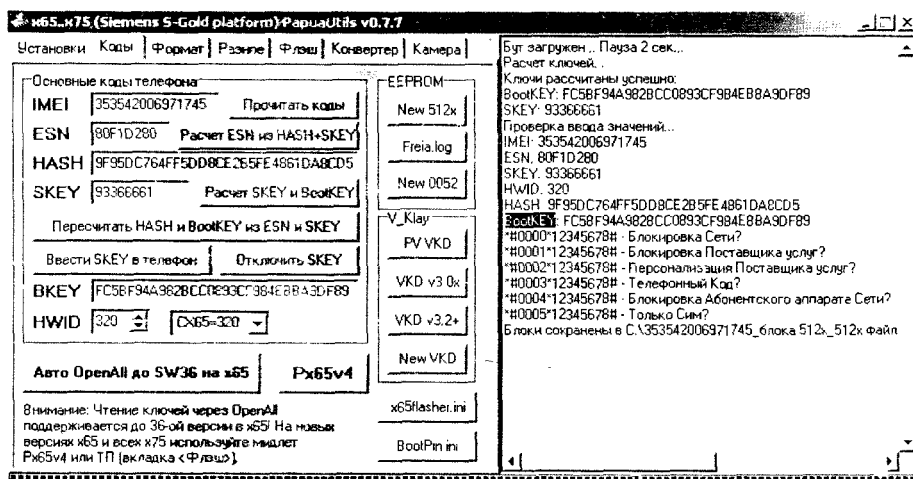 x65..x75 (Siemens S-Gold platform) PapuaUtils v0.7.7
Установки Коды Формат Разное Флэш Конвертер Камера
Основные коды телефона
IMEI 353542006971745 Прочитать коды
ESN 80F1D280 Расчет ESN из HASH+SKEY
HASH 9F95DC764FF5DD8CE2B5FE4861DA8CD5
SKEY 93366661 Расчет SKEY и BootKEY
Пересчитать HASH и BootKEY из ESN и SKEY
Ввести SKEY в телефон Отключить SKEY
BKEY FC5BF94A982BCC0893CF984EBBA9DF89
HWID 320 CX65=320
Авто OpenAll до SW36 на x65 Px65v4
Внимание: Чтение ключей через OpenAll
поддерживается до 36-ой версии в x65! На новых
версиях x65 и всех x75 используйте мидлет
Px65v4 или ТП (вкладка <Флэш>).
EEPROM
New 512x
Freia.log
New 0052
V_Klay
PV VKD
VKD v3.0x
VKD v3.2+
New VKD
x65flasher.ini
BootPin.ini
Бут загружен .. Пауза 2 сек...
Расчет ключей...
Ключи рассчитаны успешно:
BootKEY: FC5BF94A982BCC0893CF984EBBA9DF89
SKEY: 93366661
Проверка ввода значений...
IMEI: 353542006971745
ESN: 80F1D280
SKEY: 93366661
HWID: 320
HASH: 9F95DC764FF5DD8CE2B5FE4861DA8CD5
BootKEY: FC5BF94A982BCC0893CF984EBBA9DF89
*#0000*12345678# - Блокировка Сети?
*#0001*12345678# - Блокировка Поставщика услуг?
*#0002*12345678# - Персонализация Поставщика услуг?
*#0003*12345678# - Телефонный Код?
*#0004*12345678# - Блокировка Абонентского аппарате Сети?
*#0005*12345678# - Только Сим?
Блоки сохранены в C:\353542006971745_блока 512x_512x файл